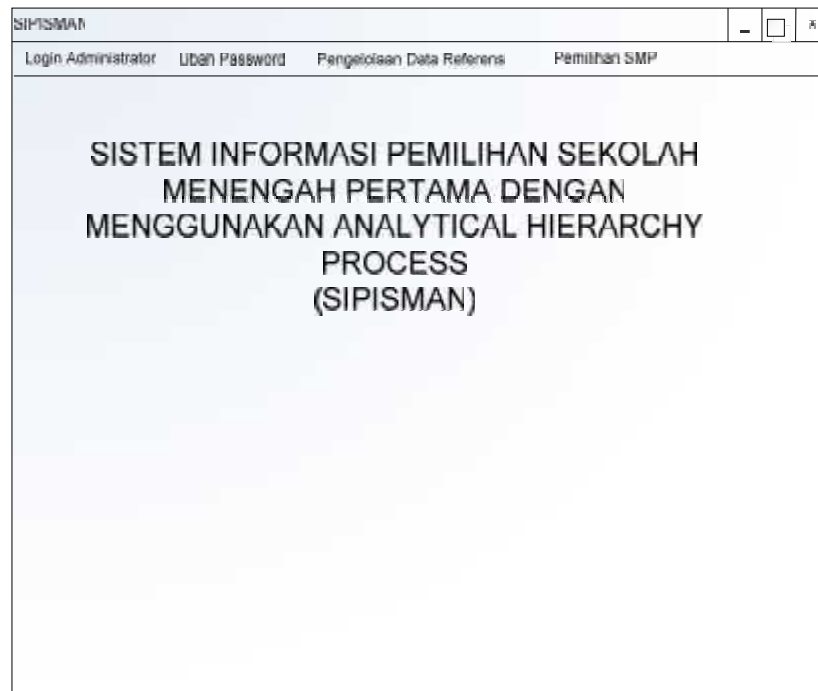 SIPISMAN
Login Administrator Ubah Password Pengelolaan Data Referensi Pemilihan SMP
SISTEM INFORMASI PEMILIHAN SEKOLAH
MENENGAH PERTAMA DENGAN
MENGGUNAKAN ANALYTICAL HIERARCHY
PROCESS
(SIPISMAN)